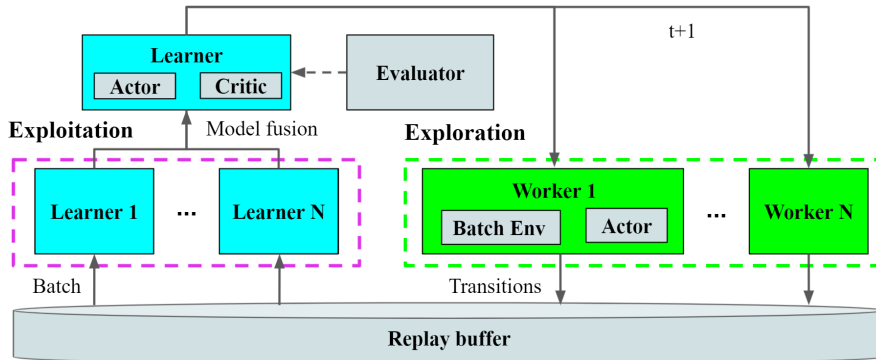 t+1
Learner
Actor
Critic
Evaluator
Exploitation
Model fusion
Exploration
Learner 1
...
Learner N
Worker 1
Batch Env
Actor
...
Worker N
Batch
Transitions
Replay buffer